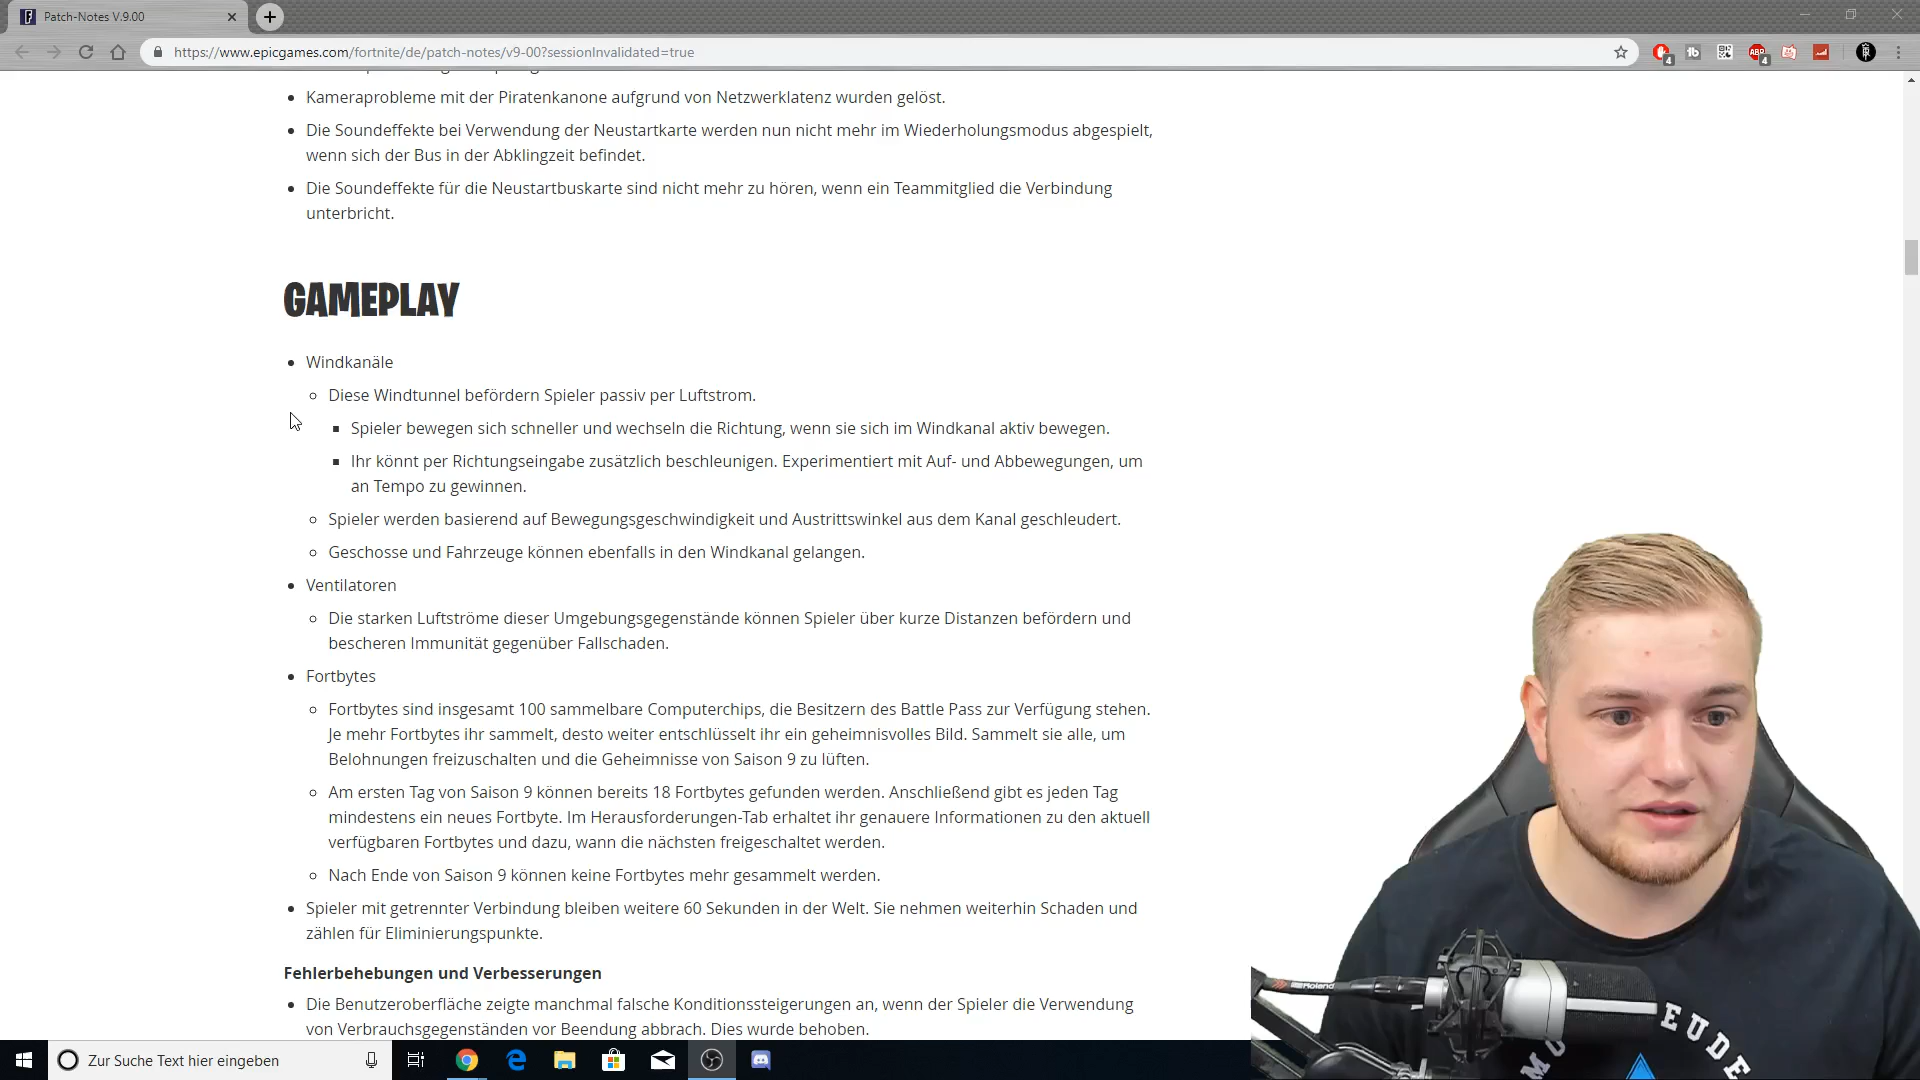 Patch-Notes V.9.00
https://www.epicgames.com/fortnite/de/patch-notes/v9-00?sessionInvalidated=true
Kameraprobleme mit der Piratenkanone aufgrund von Netzwerklatenz wurden gelöst.
Die Soundeffekte bei Verwendung der Neustartkarte werden nun nicht mehr im Wiederholungsmodus abgespielt,
wenn sich der Bus in der Abklingzeit befindet.
Die Soundeffekte für die Neustartbuskarte sind nicht mehr zu hören, wenn ein Teammitglied die Verbindung
unterbricht.
GAMEPLAY
Windkanäle
Diese Windtunnel befördern Spieler passiv per Luftstrom.
Spieler bewegen sich schneller und wechseln die Richtung, wenn sie sich im Windkanal aktiv bewegen.
Ihr könnt per Richtungseingabe zusätzlich beschleunigen. Experimentiert mit Auf- und Abbewegungen, um
an Tempo zu gewinnen.
Spieler werden basierend auf Bewegungsgeschwindigkeit und Austrittswinkel aus dem Kanal geschleudert.
Geschosse und Fahrzeuge können ebenfalls in den Windkanal gelangen.
Ventilatoren
Die starken Luftströme dieser Umgebungsgegenstände können Spieler über kurze Distanzen befördern und
bescheren Immunität gegenüber Fallschaden.
Fortbytes
Fortbytes sind insgesamt 100 sammelbare Computerchips, die Besitzern des Battle Pass zur Verfügung stehen.
Je mehr Fortbytes ihr sammelt, desto weiter entschlüsselt ihr ein geheimnisvolles Bild. Sammelt sie alle, um
Belohnungen freizuschalten und die Geheimnisse von Saison 9 zu lüften.
Am ersten Tag von Saison 9 können bereits 18 Fortbytes gefunden werden. Anschließend gibt es jeden Tag
mindestens ein neues Fortbyte. Im Herausforderungen-Tab erhaltet ihr genauere Informationen zu den aktuell
verfügbaren Fortbytes und dazu, wann die nächsten freigeschaltet werden.
Nach Ende von Saison 9 können keine Fortbytes mehr gesammelt werden.
Spieler mit getrennter Verbindung bleiben weitere 60 Sekunden in der Welt. Sie nehmen weiterhin Schaden und
zählen für Eliminierungspunkte.
Fehlerbehebungen und Verbesserungen
Die Benutzeroberfläche zeigte manchmal falsche Konditionssteigerungen an, wenn der Spieler die Verwendung
von Verbrauchsgegenständen vor Beendung abbrach. Dies wurde behoben.
Roland
EUDE
MO
Zur Suche Text hier eingeben